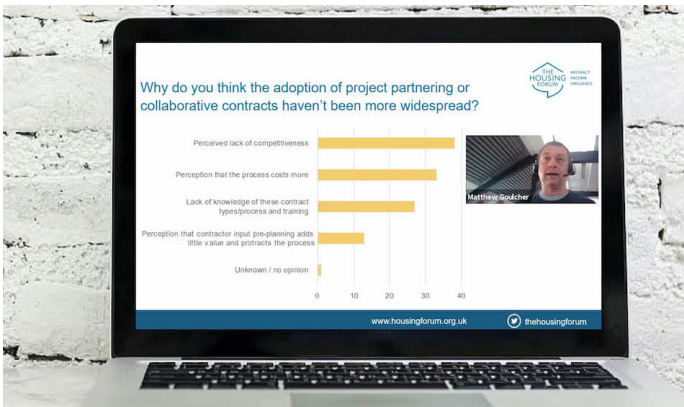 THE
HOUSING
FORUM
INTERACT
INFORM
INFLUENCE
Why do you think the adoption of project partnering or
collaborative contracts haven't been more widespread?
Perceived lack of competitiveness
Perception that the process costs more
Lack of knowledge of these contract
types/process and training
Perception that contractor input pre-planning adds
little value and protracts the process
Unknown / no opinion
0 10 20 30 40
Matthew Goulcher
www.housingforum.org.uk
thehousingforum